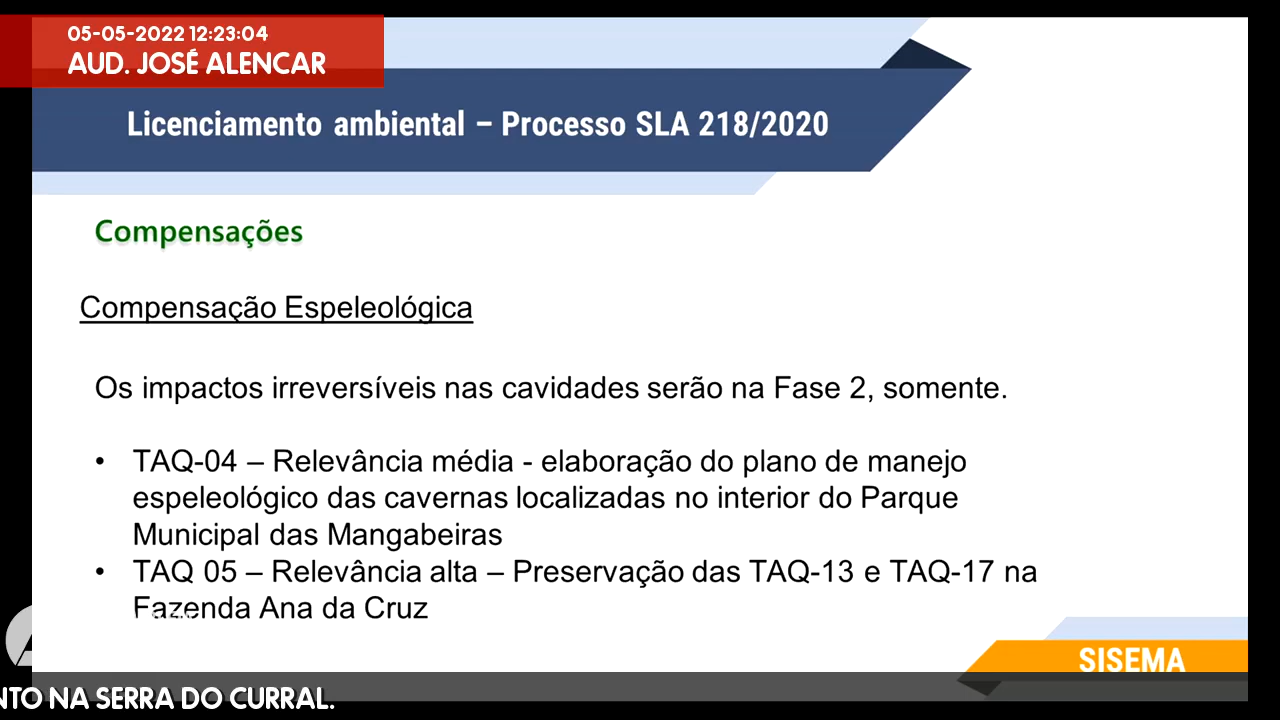 05-05-2022 12:23:04
AUD. JOSÉ ALENCAR
Licenciamento ambiental – Processo SLA 218/2020
Compensações
Compensação Espeleológica
Os impactos irreversíveis nas cavidades serão na Fase 2, somente.
• TAQ-04 – Relevância média - elaboração do plano de manejo
espeleológico das cavernas localizadas no interior do Parque
Municipal das Mangabeiras
• TAQ 05 – Relevância alta – Preservação das TAQ-13 e TAQ-17 na
Fazenda Ana da Cruz
SISEMA
NTO NA SERRA DO CURRAL.